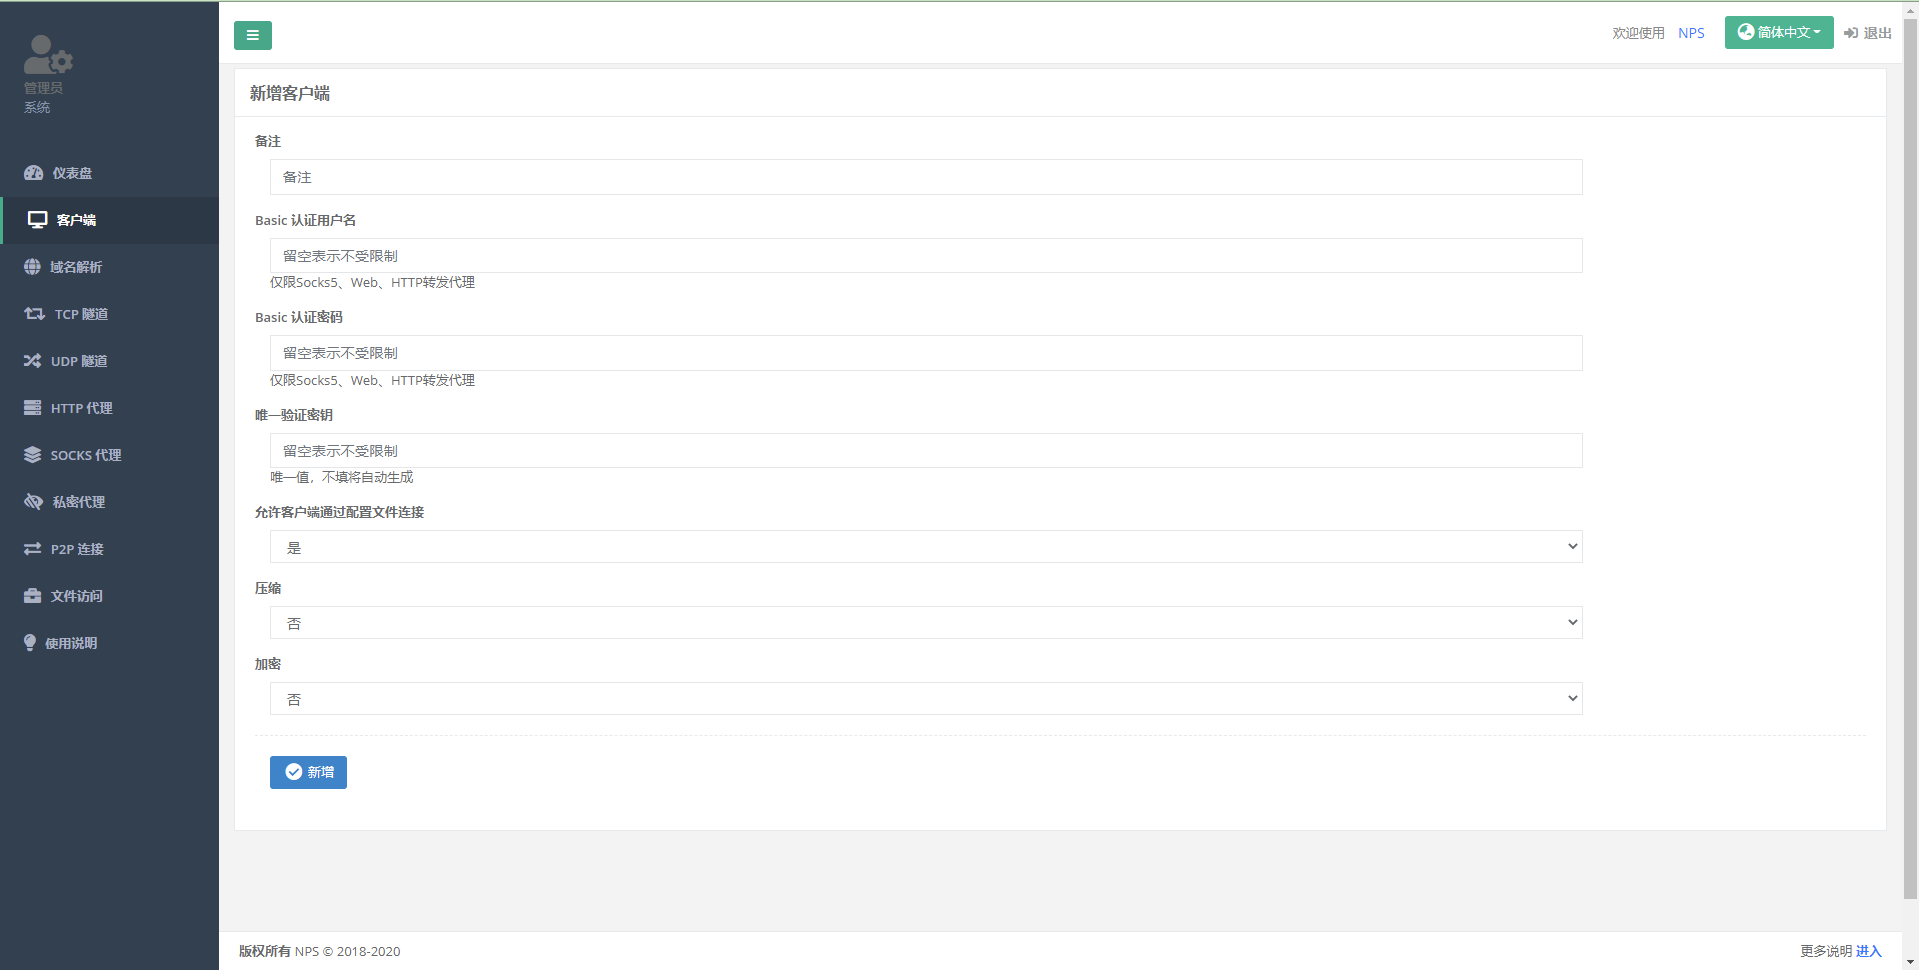 管理员
系统
仪表盘
客户端
域名解析
TCP 隧道
UDP 隧道
HTTP 代理
SOCKS 代理
私密代理
P2P 连接
文件访问
使用说明
欢迎使用 NPS 简体中文 退出
新增客户端
备注
备注
Basic 认证用户名
留空表示不受限制
仅限Socks5、Web、HTTP转发代理
Basic 认证密码
留空表示不受限制
仅限Socks5、Web、HTTP转发代理
唯一验证密钥
留空表示不受限制
唯一值，不填将自动生成
允许客户端通过配置文件连接
是
压缩
否
加密
否
新增
版权所有 NPS © 2018-2020
更多说明 进入